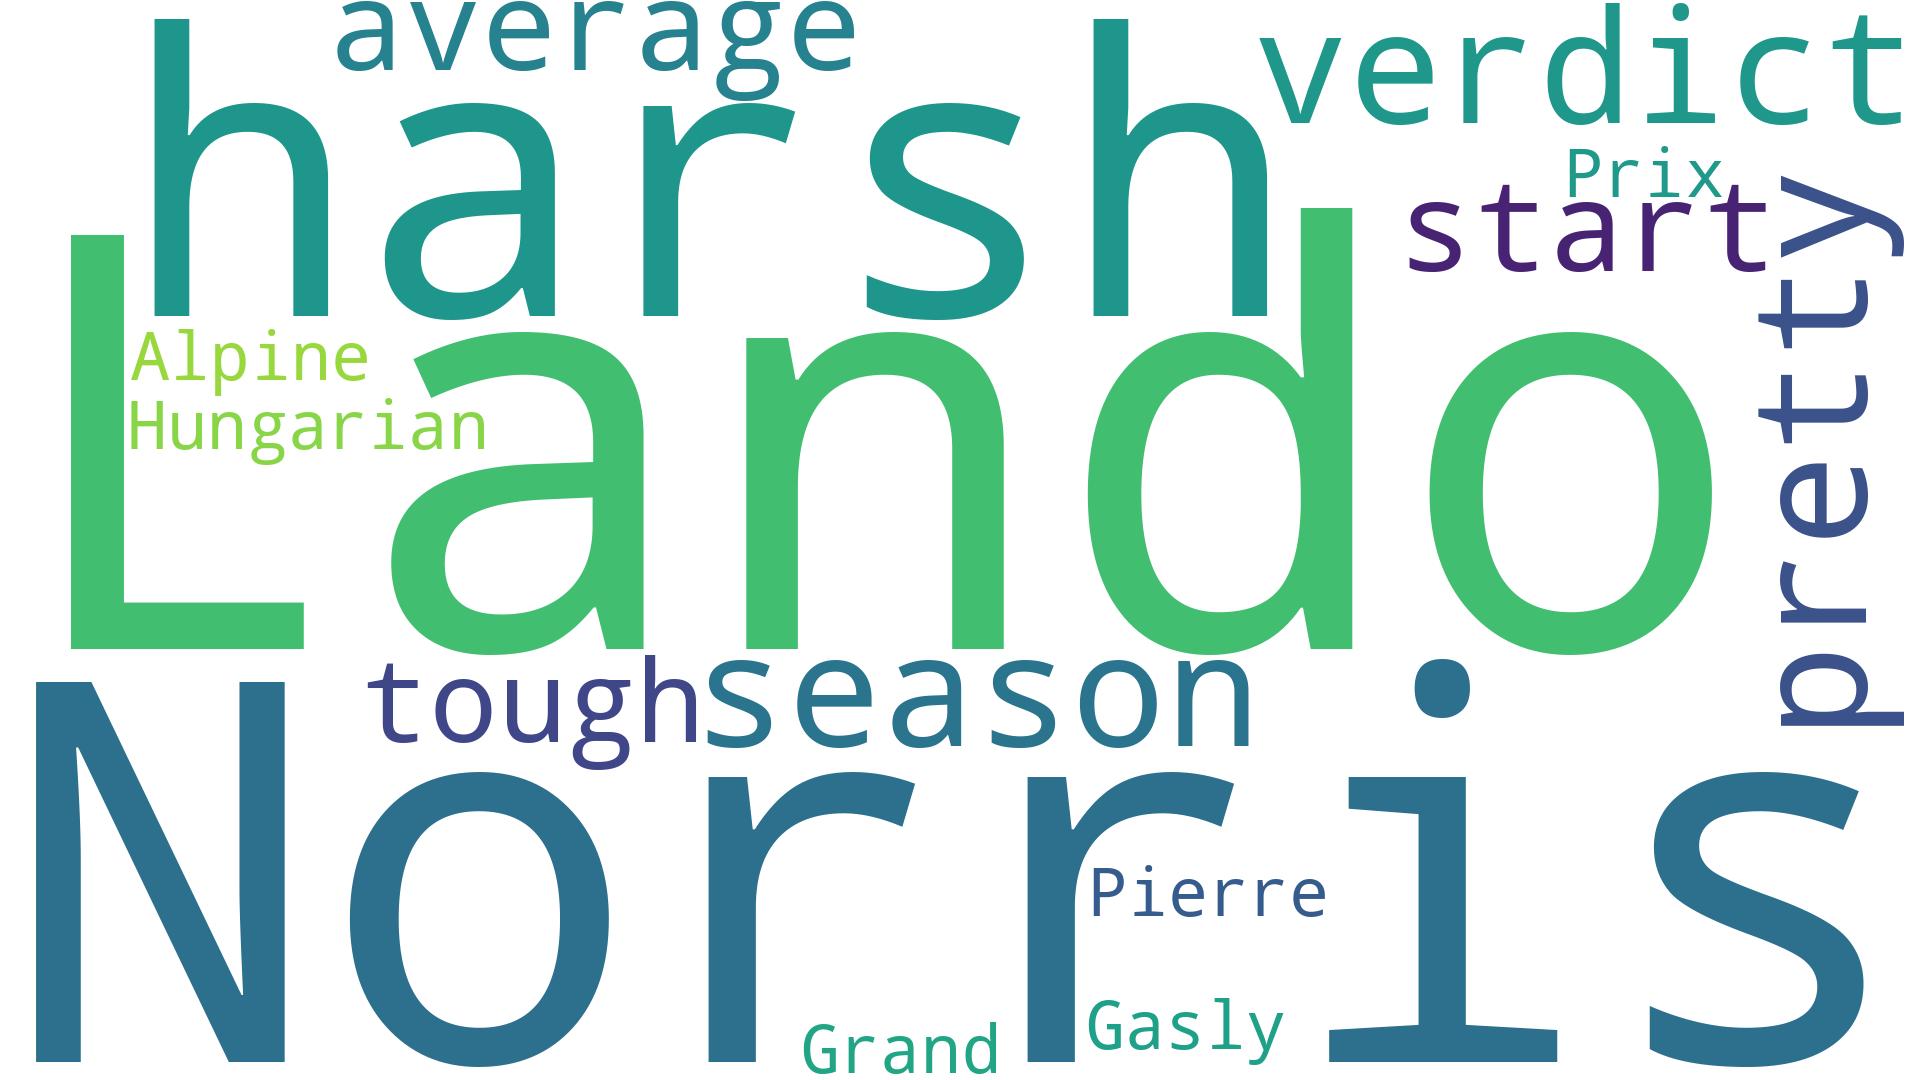 average
verdict
harsh
Prix
start
pretty
Lando
Alpine
Hungarian
tough
season
Norris
Pierre
Gasly
Grand